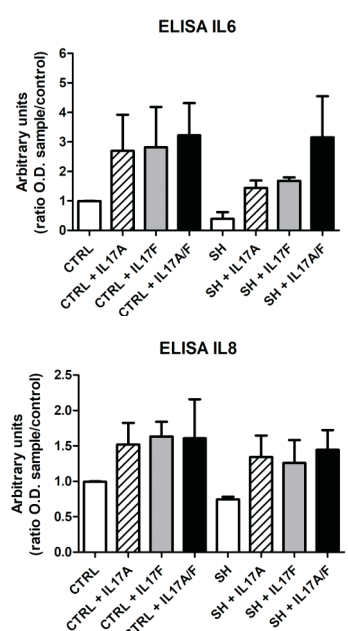 ELISA IL6
Arbitrary units
(ratio O.D. sample/control)
6
5
4
3
2
1
0
CTRL
CTRL + IL17A
CTRL + IL17F
CTRL + IL17A/F
SH
SH + IL17A
SH + IL17F
SH + IL17A/F
ELISA IL8
Arbitrary units
(ratio O.D. sample/control)
2.5
2.0
1.5
1.0
0.5
0.0
CTRL
CTRL + IL17A
CTRL + IL17F
CTRL + IL17A/F
SH
SH + IL17A
SH + IL17F
SH + IL17A/F